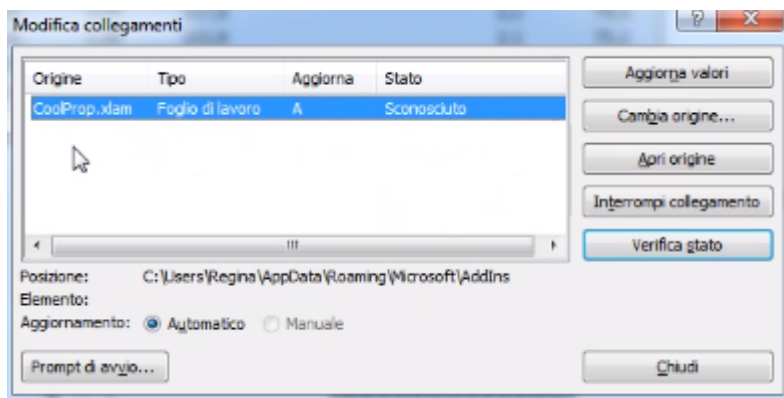 Modifica collegamenti
Origine Tipo Aggiorna Stato
CoolProp.xlam Foglio di lavoro A Sconosciuto
Aggiorna valori
Cambia origine...
Apri origine
Interrompi collegamento
Verifica stato
Posizione: C:\Users\Regina\AppData\Roaming\Microsoft\AddIns
Elemento:
Aggiornamento: Automatico Manuale
Prompt di avvio... Chiudi